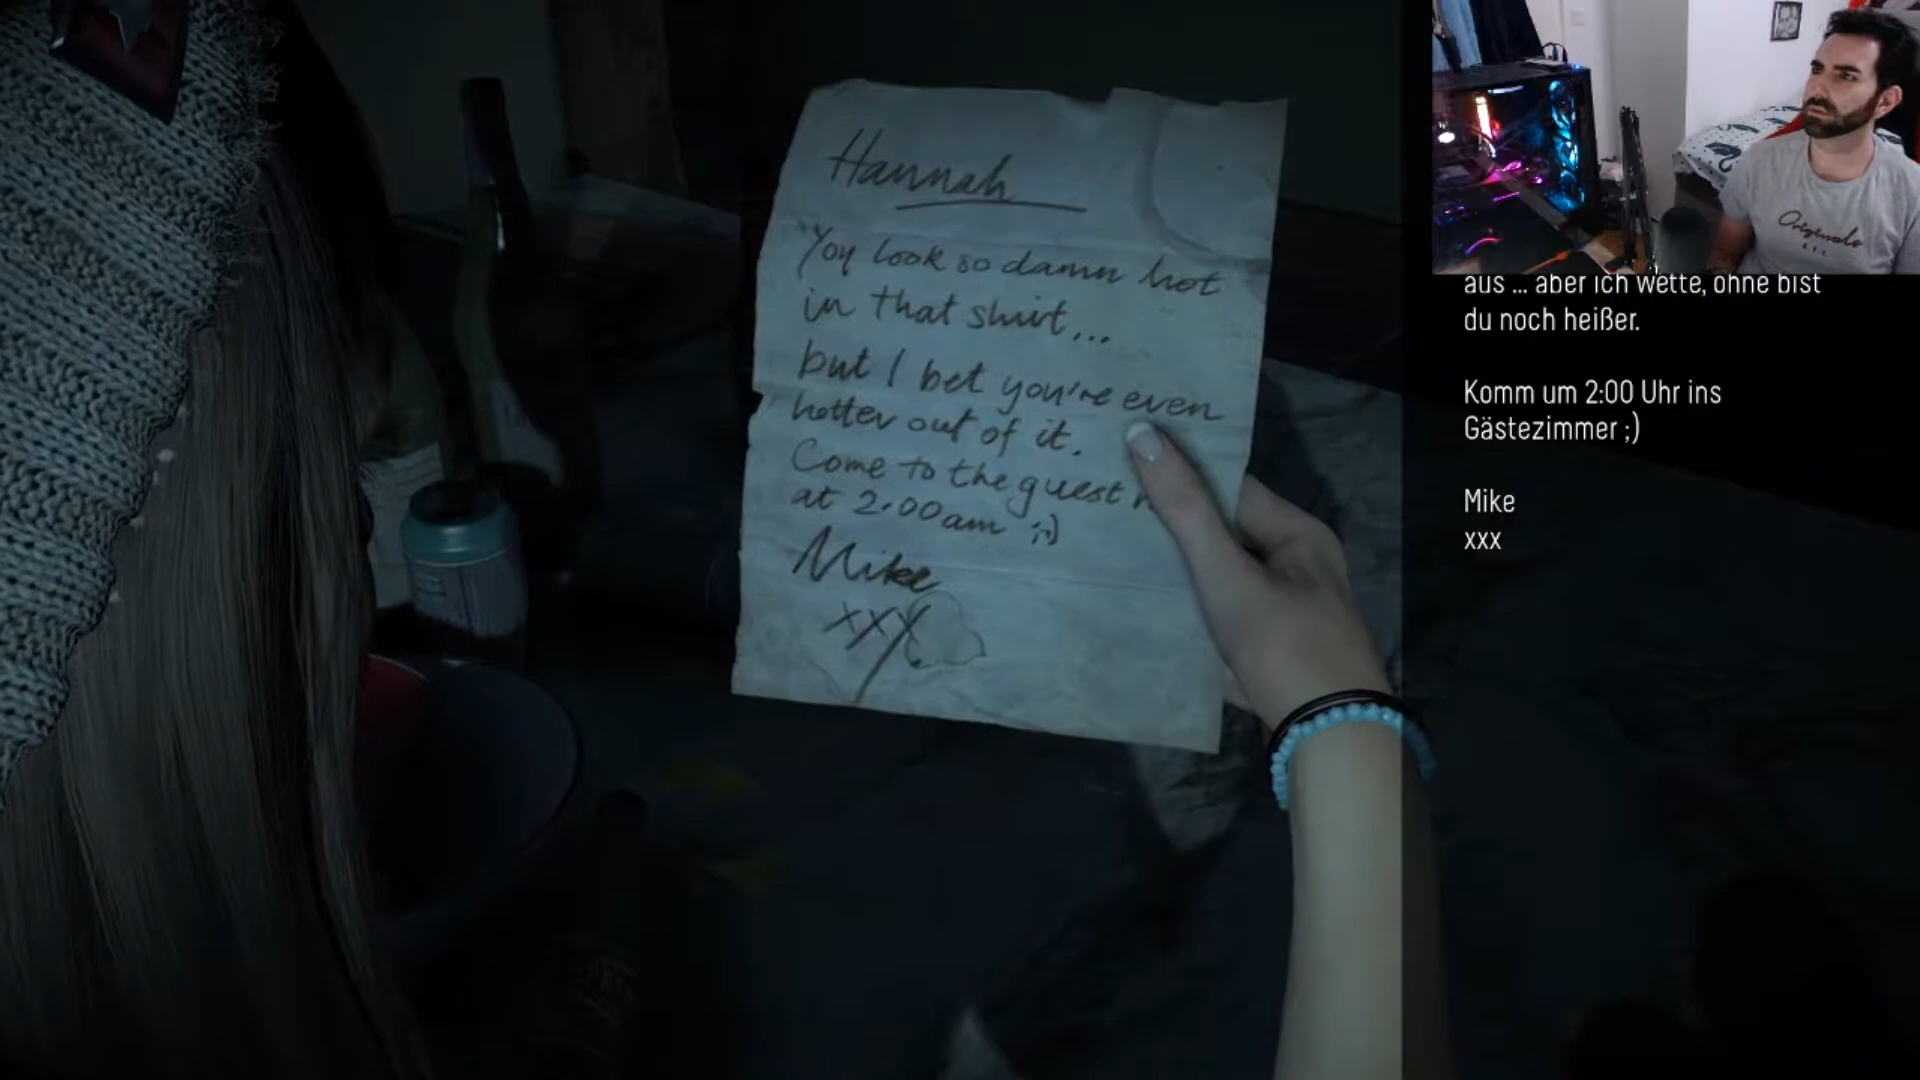 Hannah
You look so damn hot
in that shirt...
but I bet you're even
hotter out of it.
Come to the guest
at 2.00am ;)
Mike
xxx
aus ... aber ich wette, ohne bist
du noch heißer.
Komm um 2:00 Uhr ins
Gästezimmer ;)
Mike
xxx
Originals